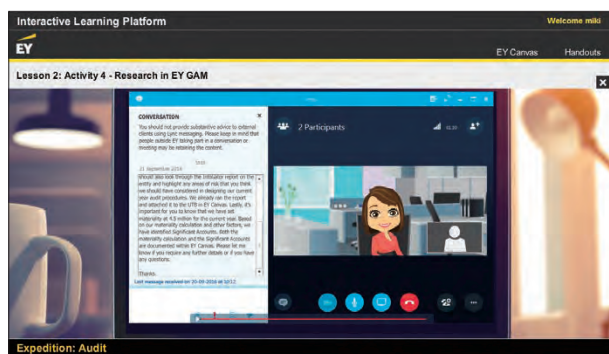 Interactive Learning Platform
Welcome miki
EY
EY Canvas
Handouts
Lesson 2: Activity 4 - Research in EY GAM
CONVERSATION
You should not provide substantive advice to external
clients using Lync messaging. Please keep in mind that
people outside EY taking part in a conversation or
meeting may be retaining the content.
21 September 2016
should also look through the Intelsize report on the
entity and highlight any areas of risk that you think
we should have considered in designing our current
year audit procedures. We already ran the report
and attached it to the UTB in EY Canvas. Lastly, it's
important for you to know that we have set
materiality at 4.5 million for the current year. Based
on our materiality calculation and other factors, we
have identified Significant Accounts. Both the
materiality calculation and the Significant Accounts
are documented within EY Canvas. Please let me
know if you require any further details or if you have
any questions.
Thanks.
Last message received on 20-09-2016 at
2 Participants
Expedition: Audit